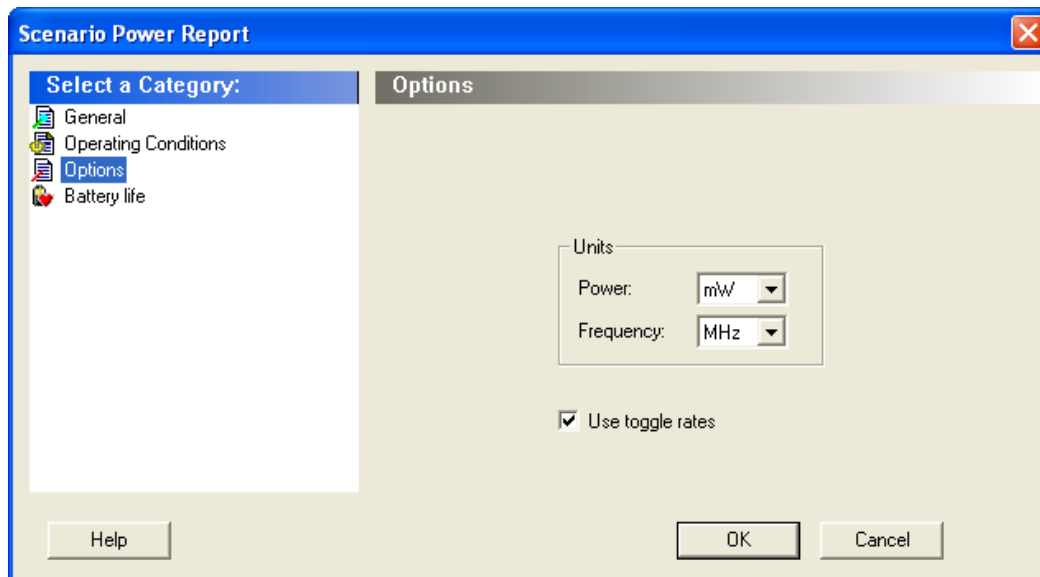 Scenario Power Report
Select a Category:
General
Operating Conditions
Options
Battery life
Options
Units
Power: mW
Frequency: MHz
Use toggle rates
Help
OK
Cancel